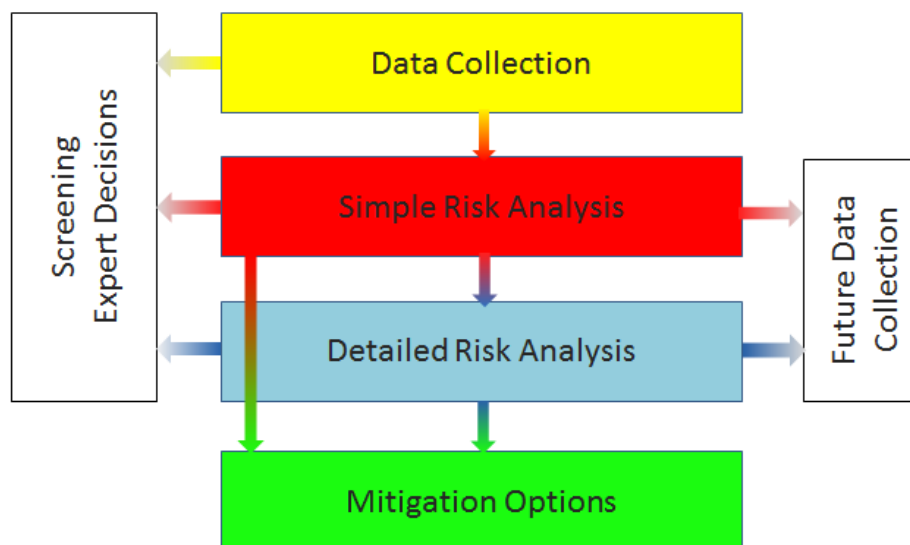 Data Collection
Simple Risk Analysis
Detailed Risk Analysis
Mitigation Options
Screening
Expert Decisions
Future Data
Collection